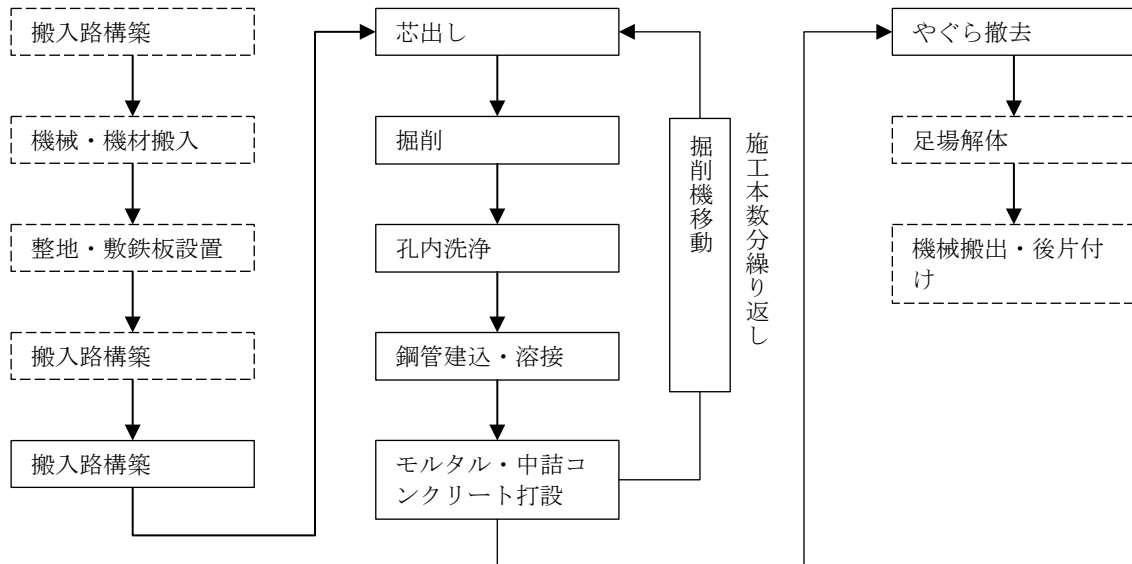 搬入路構築
機械・機材搬入
整地・敷鉄板設置
搬入路構築
搬入路構築
芯出し
掘削
孔内洗浄
鋼管建込・溶接
モルタル・中詰コ
ンクリート打設
掘削機移動
施工本数分繰り返し
やぐら撤去
足場解体
機械搬出・後片付
け